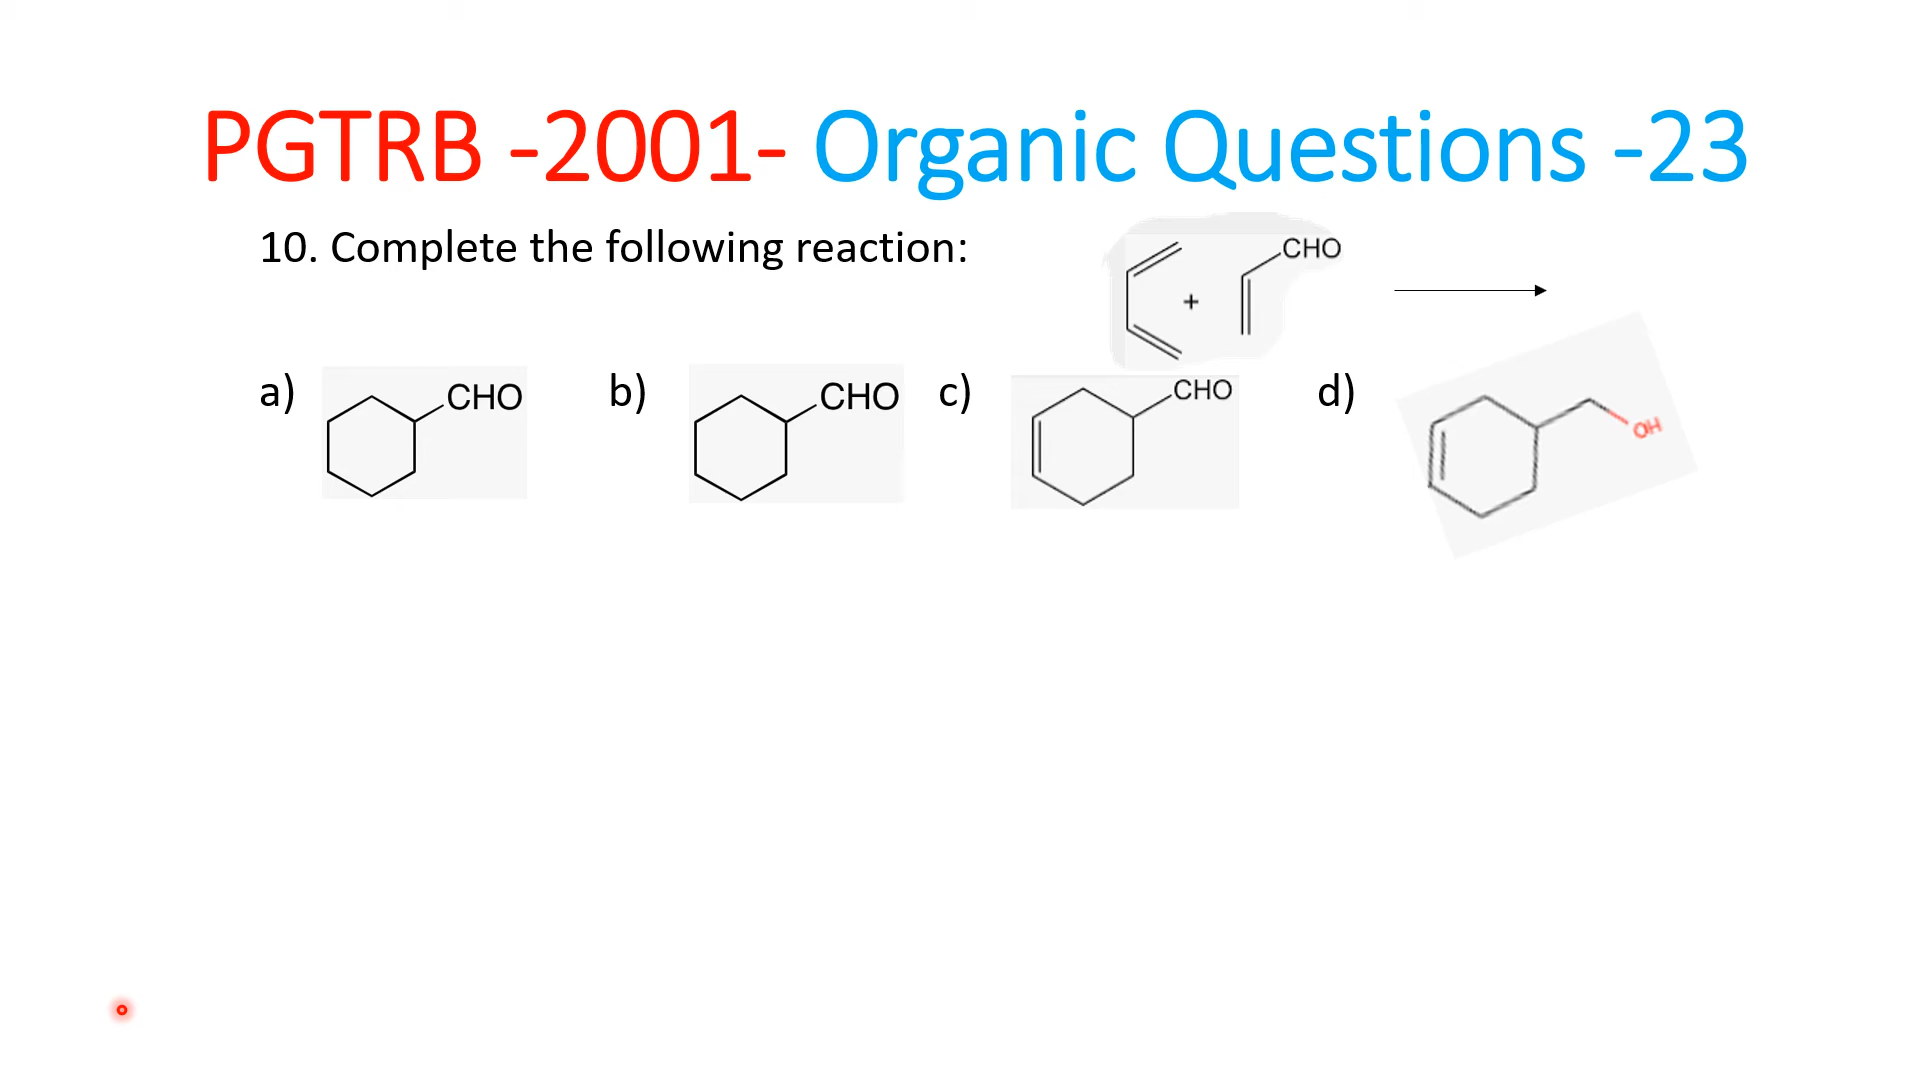 PGTRB -2001- Organic Questions -23
10. Complete the following reaction:
CHO
+
a)
CHO
b)
CHO
c)
CHO
d)
OH